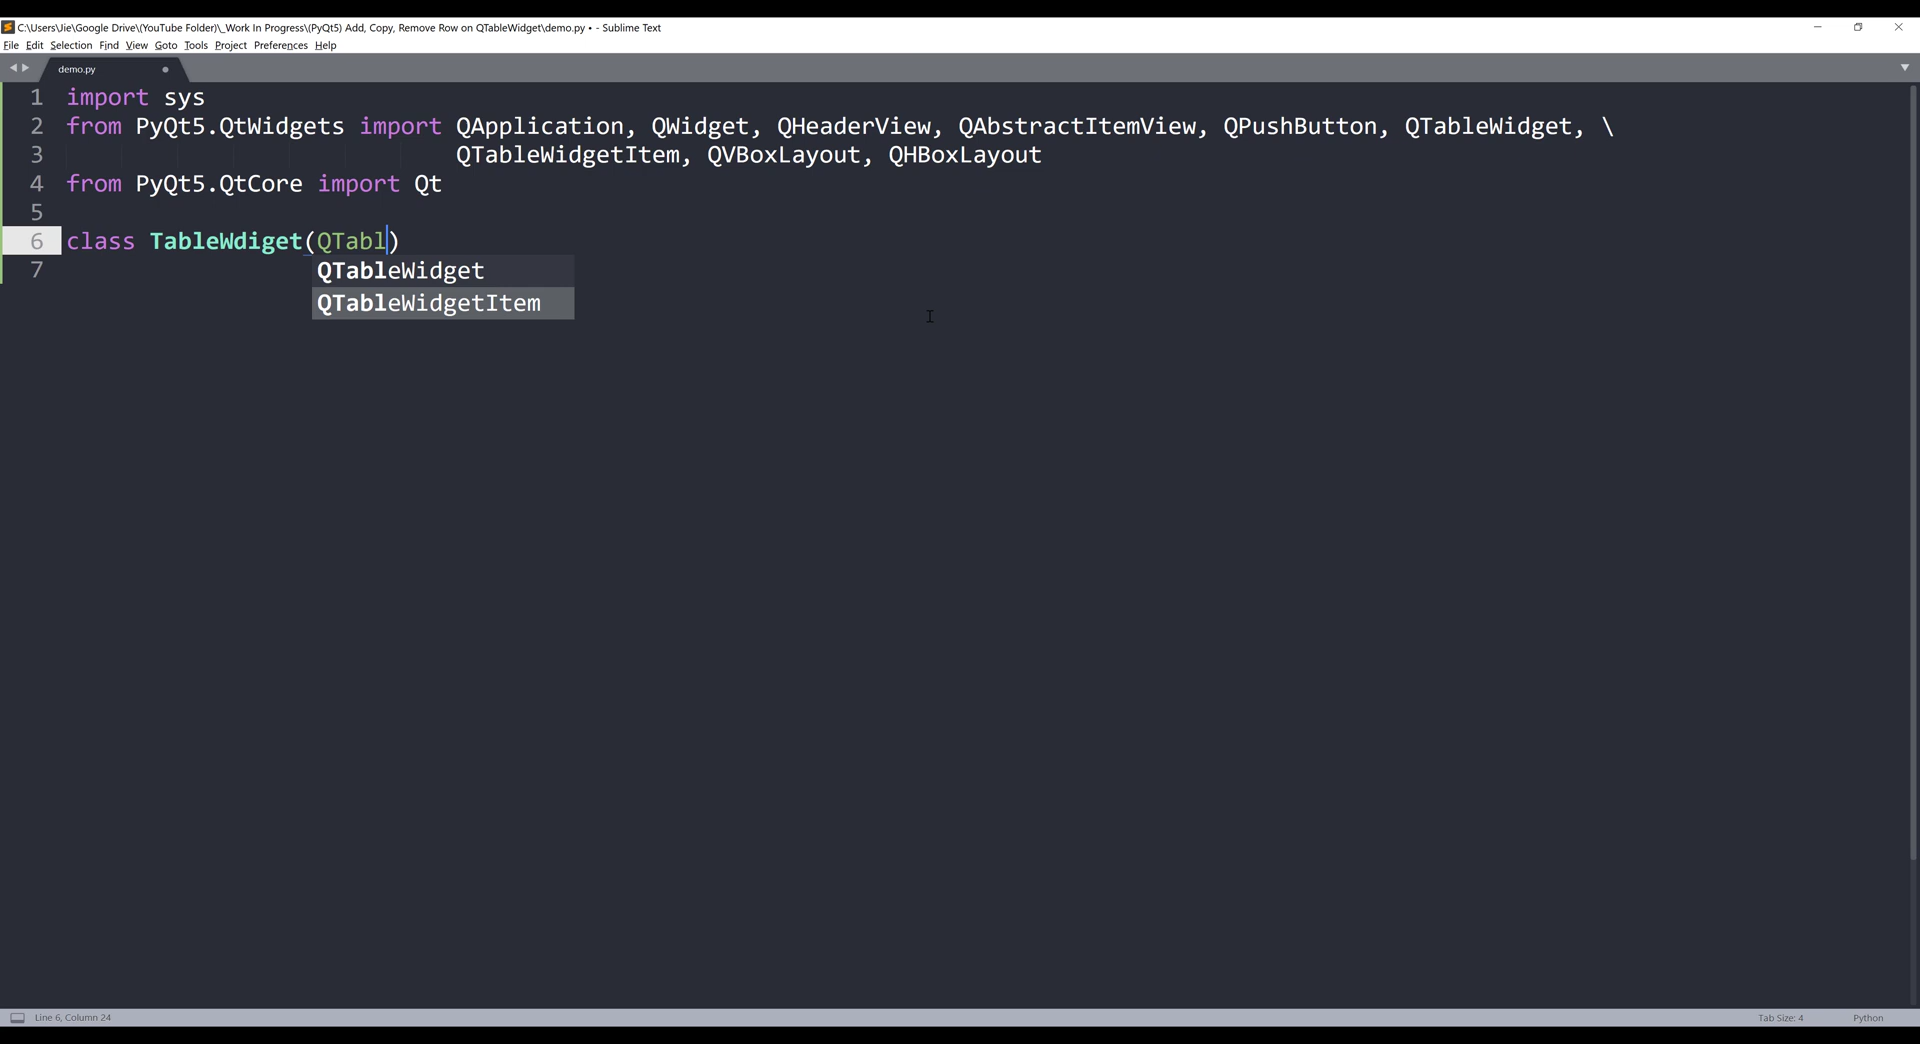 C:\Users\Jie\Google Drive\(YouTube Folder)\_Work In Progress\(PyQt5) Add, Copy, Remove Row on QTableWidget\demo.py • - Sublime Text
File Edit Selection Find View Goto Tools Project Preferences Help
demo.py
1 import sys
2 from PyQt5.QtWidgets import QApplication, QWidget, QHeaderView, QAbstractItemView, QPushButton, QTableWidget, \
3 QTableWidgetItem, QVBoxLayout, QHBoxLayout
4 from PyQt5.QtCore import Qt
5
6 class TableWdiget(QTabl)
7
QTableWidget
QTableWidgetItem
Line 6, Column 24 Tab Size: 4 Python